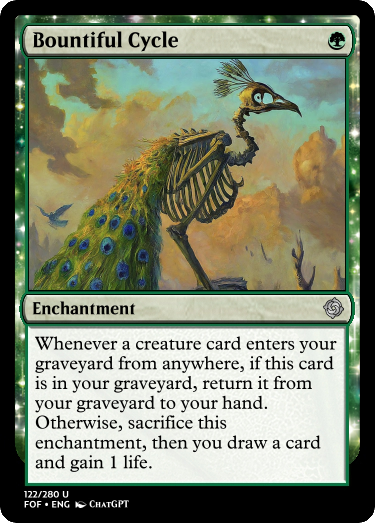 Bountiful Cycle
Enchantment
Whenever a creature card enters your
graveyard from anywhere, if this card
is in your graveyard, return it from
your graveyard to your hand.
Otherwise, sacrifice this
enchantment, then you draw a card
and gain 1 life.
122/280 U
FOF • ENG ChatGPT